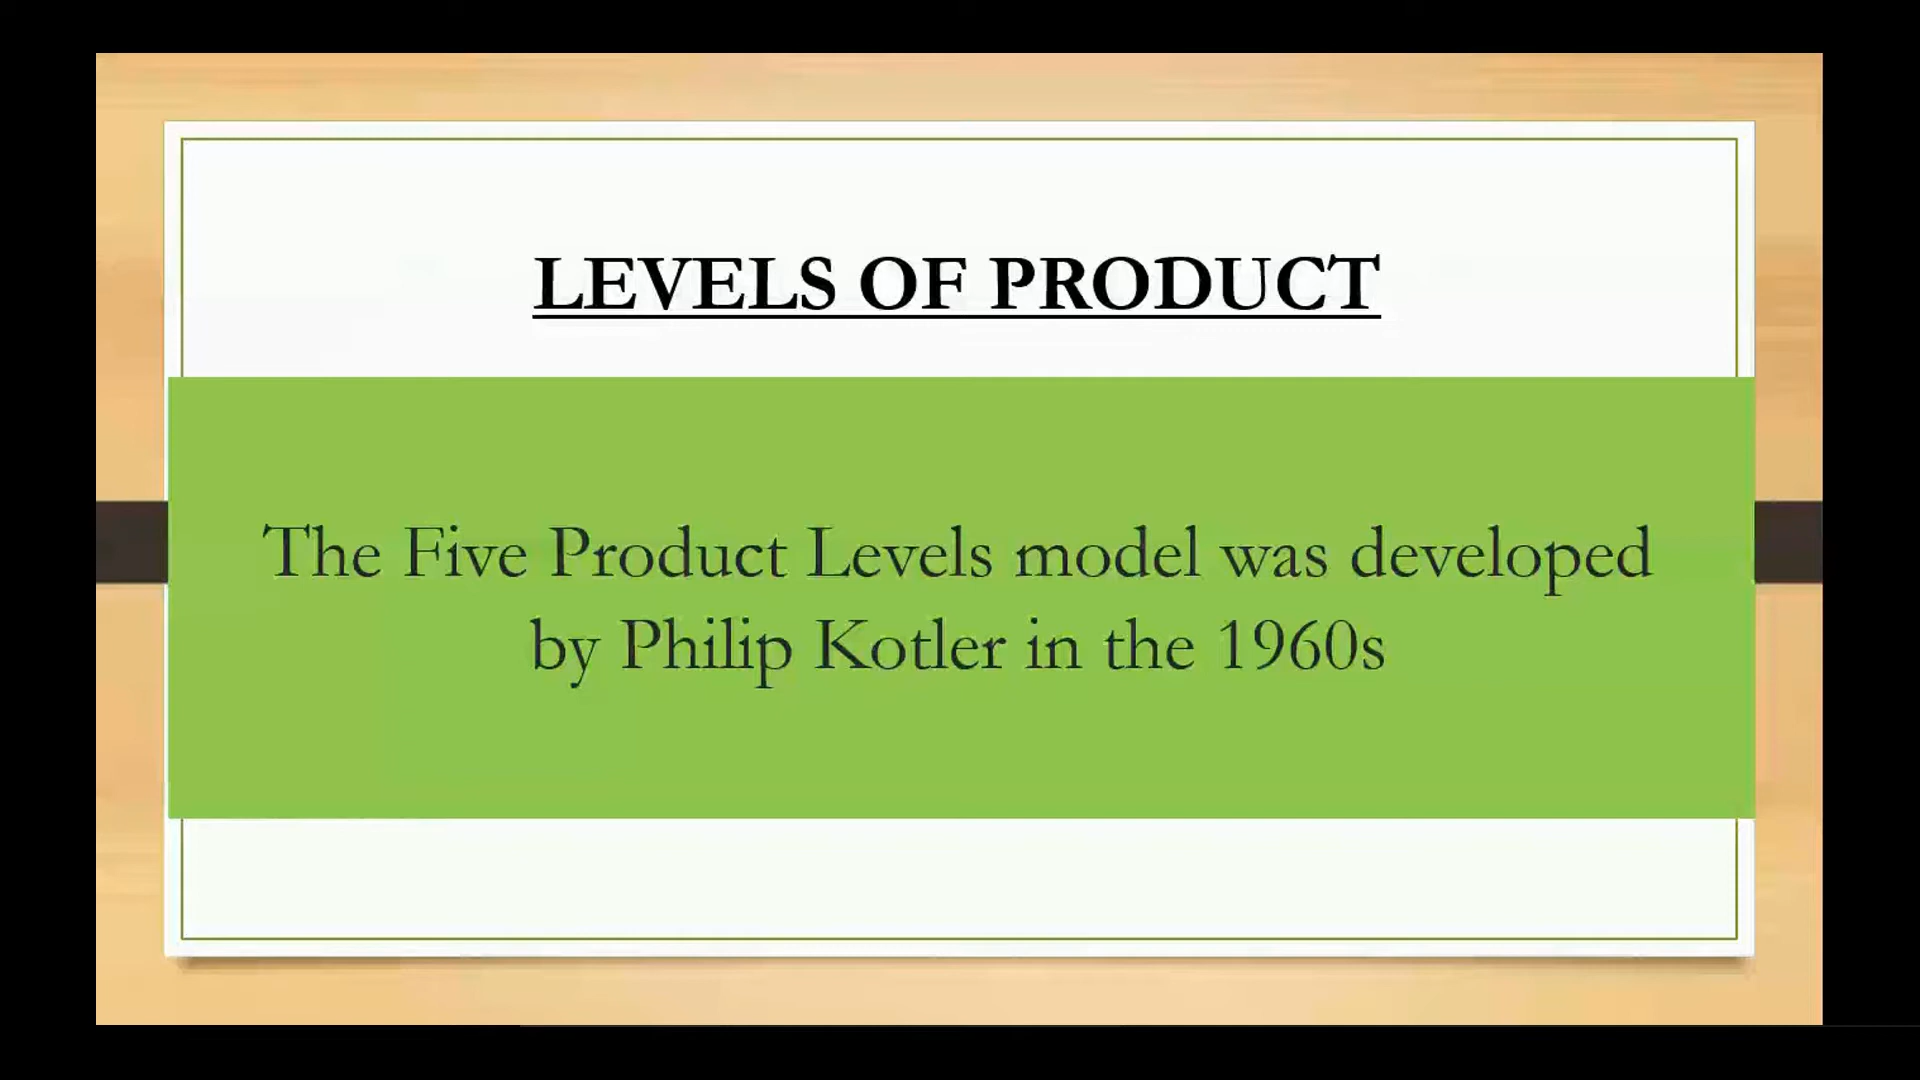 LEVELS OF PRODUCT
The Five Product Levels model was developed
by Philip Kotler in the 1960s